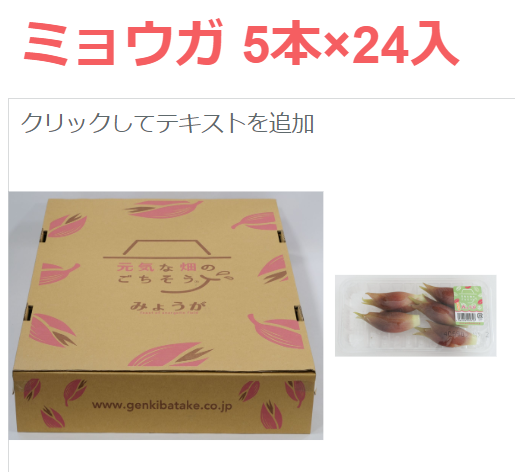 ミョウガ 5本×24入
クリックしてテキストを追加
元気な畑の
ごちそう。
みょうが
www.genkibatake.co.jp